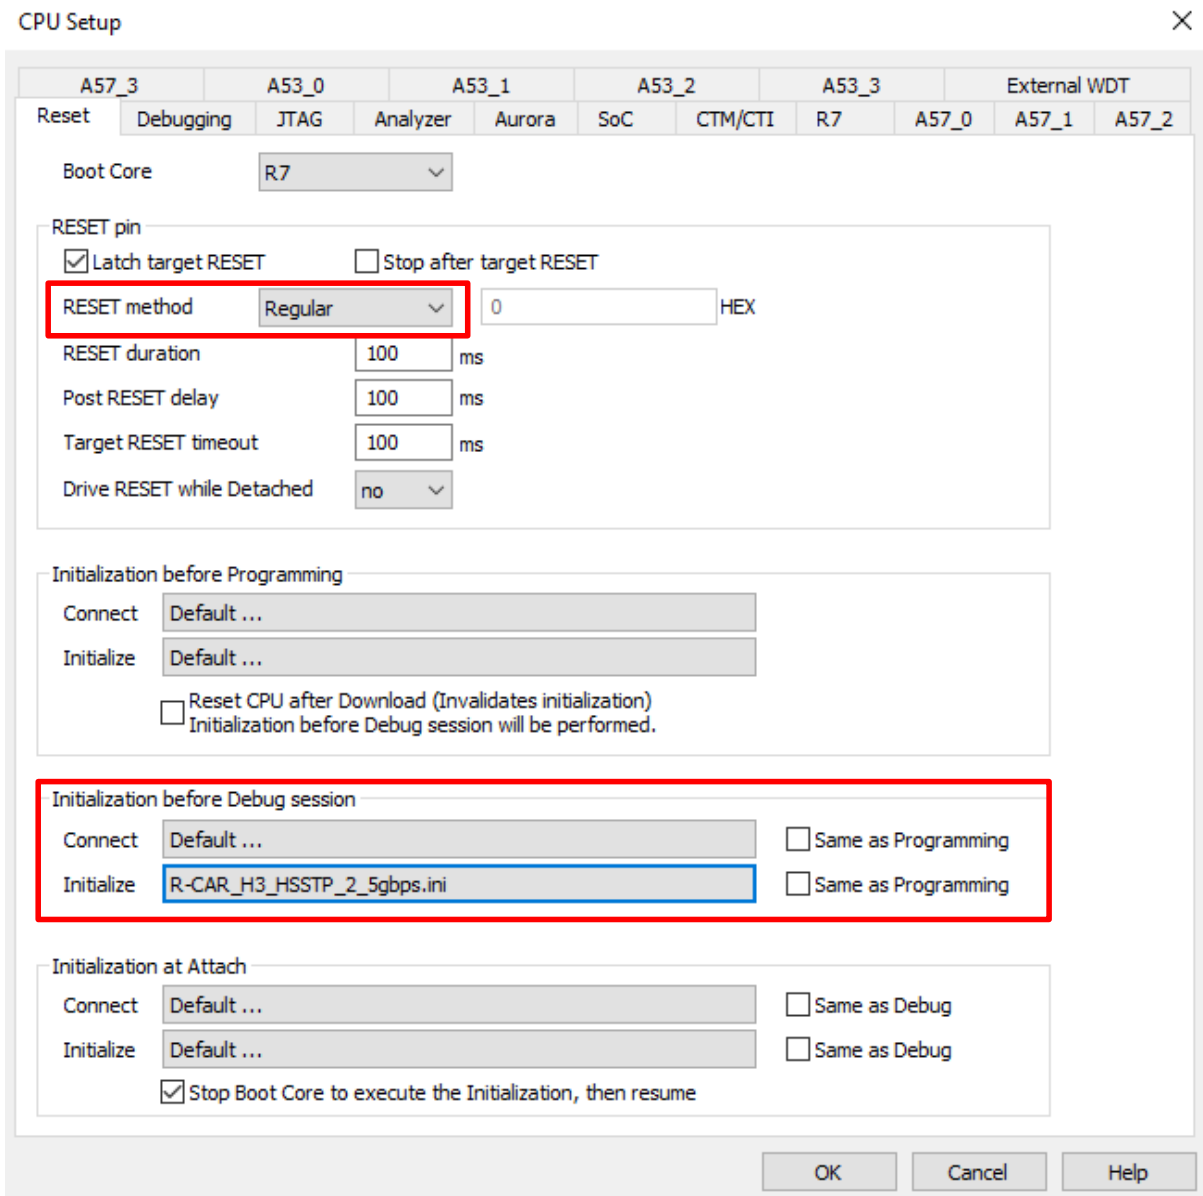 CPU Setup
A57_3 A53_0 A53_1 A53_2 A53_3 External WDT
Reset Debugging JTAG Analyzer Aurora SoC CTM/CTI R7 A57_0 A57_1 A57_2
Boot Core R7
RESET pin
Latch target RESET Stop after target RESET
RESET method Regular 0 HEX
RESET duration 100 ms
Post RESET delay 100 ms
Target RESET timeout 100 ms
Drive RESET while Detached no
Initialization before Programming
Connect Default ...
Initialize Default ...
Reset CPU after Download (Invalidates initialization)
Initialization before Debug session will be performed.
Initialization before Debug session
Connect Default ... Same as Programming
Initialize R-CAR_H3_HSSTP_2_5gbps.ini Same as Programming
Initialization at Attach
Connect Default ... Same as Debug
Initialize Default ... Same as Debug
Stop Boot Core to execute the Initialization, then resume
OK Cancel Help